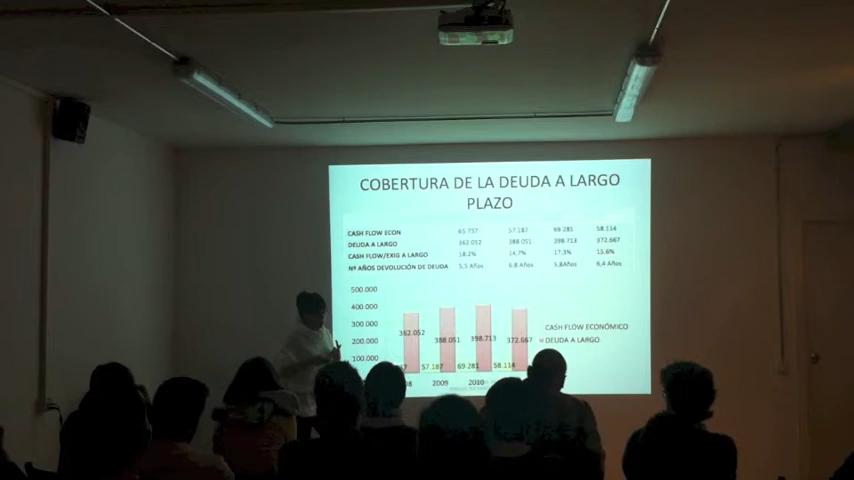 COBERTURA DE LA DEUDA A LARGO
PLAZO
CASH FLOW ECON 65 757 57.187 69 281 58.114
DEUDA A LARGO 362 052 388 051 398 713 372.667
CASH FLOW/EXIG A LARGO 18.2% 14.7% 17,3% 15,6%
Nº AÑOS DEVOLUCIÓN DE DEUDA 5,5 Años 6.8 Años 5.8Años 6,4 Años
500.000
400.000
300.000
200.000
100.000
362.052
388.051
398.713
372.667
57.187
69 281
58.114
2009
2010
CASH FLOW ECONÓMICO
DEUDA A LARGO